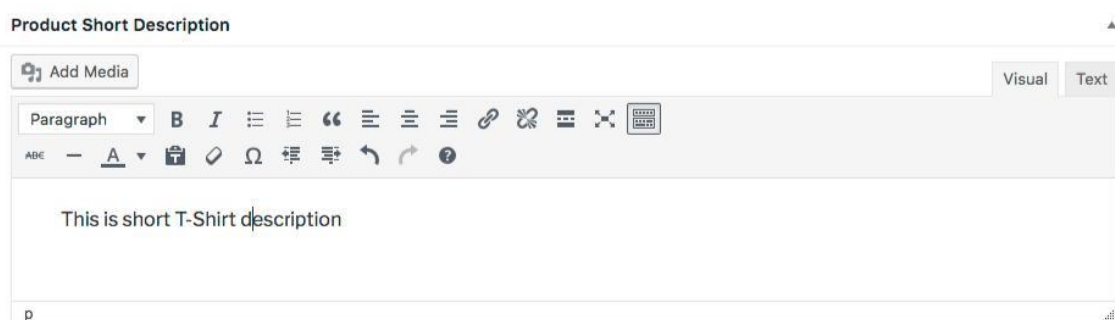 Product Short Description
Add Media
Visual Text
Paragraph B I
ABC A Ω
This is short T-Shirt description
p